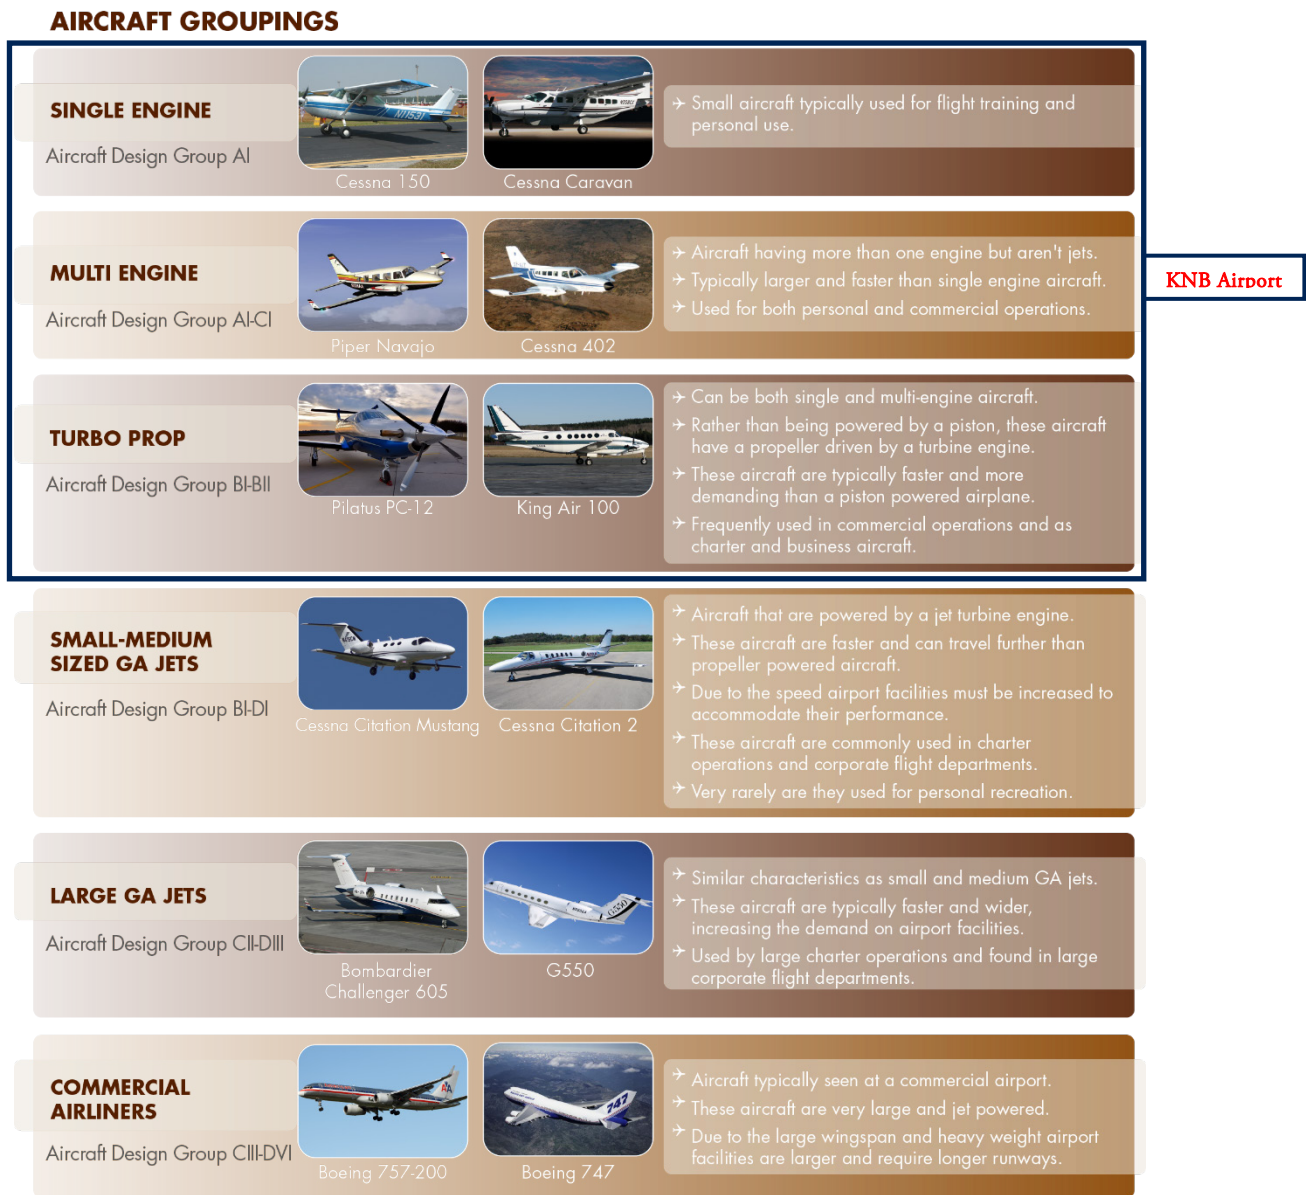 AIRCRAFT GROUPINGS
SINGLE ENGINE
Aircraft Design Group AI
N11531
Cessna 150
Cessna Caravan
Small aircraft typically used for flight training and
personal use.
MULTI ENGINE
Aircraft Design Group AI-CI
Piper Navajo
Cessna 402
Aircraft having more than one engine but aren't jets.
Typically larger and faster than single engine aircraft.
Used for both personal and commercial operations.
KNB Airport
TURBO PROP
Aircraft Design Group BI-BII
Pilatus PC-12
King Air 100
Can be both single and multi-engine aircraft.
Rather than being powered by a piston, these aircraft
have a propeller driven by a turbine engine.
These aircraft are typically faster and more
demanding than a piston powered airplane.
Frequently used in commercial operations and as
charter and business aircraft.
SMALL-MEDIUM
SIZED GA JETS
Aircraft Design Group BI-DI
Cessna Citation Mustang
Cessna Citation 2
Aircraft that are powered by a jet turbine engine.
These aircraft are faster and can travel further than
propeller powered aircraft.
Due to the speed airport facilities must be increased to
accommodate their performance.
These aircraft are commonly used in charter
operations and corporate flight departments.
Very rarely are they used for personal recreation.
LARGE GA JETS
Aircraft Design Group CII-DIII
Bombardier
Challenger 605
G550
G550
Similar characteristics as small and medium GA jets.
These aircraft are typically faster and wider,
increasing the demand on airport facilities.
Used by large charter operations and found in large
corporate flight departments.
COMMERCIAL
AIRLINERS
Aircraft Design Group CIII-DVI
AA
Boeing 757-200
747
Boeing 747
Aircraft typically seen at a commercial airport.
These aircraft are very large and jet powered.
Due to the large wingspan and heavy weight airport
facilities are larger and require longer runways.